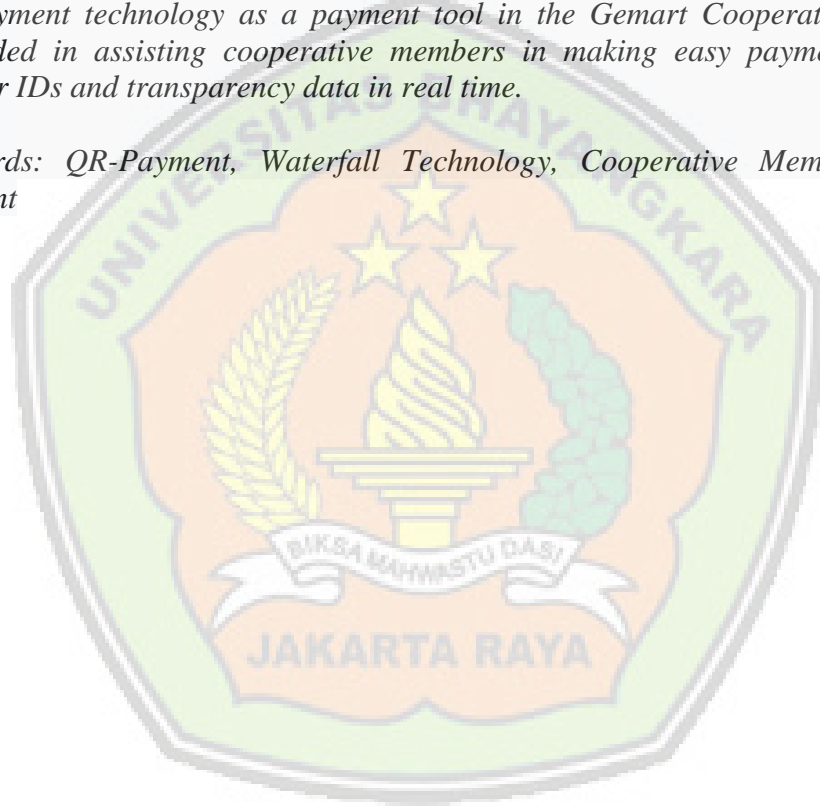 yment technology as a payment tool in the Gemart Cooperat
ded in assisting cooperative members in making easy payme
r IDs and transparency data in real time.
rds: QR-Payment, Waterfall Technology, Cooperative Mem
nt
UNIVERSITAS BHAYANGKARA
BIKSA MAHWASTU DASI
JAKARTA RAYA